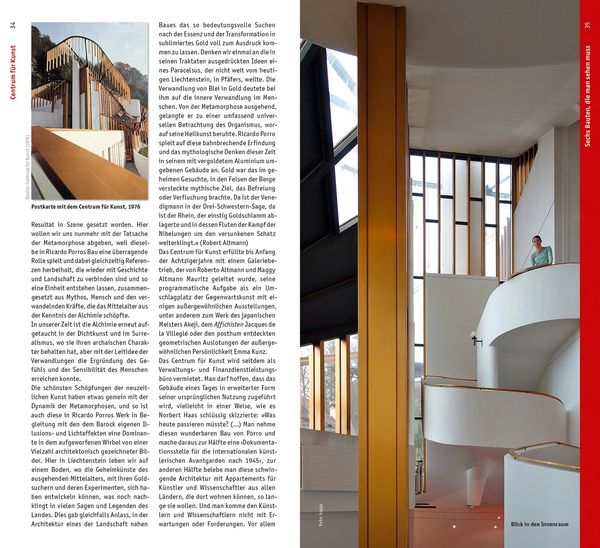 34
Centrum für Kunst
Postkarte mit dem Centrum für Kunst, 1976
Resultat in Szene gesetzt worden. Hier
wollen wir uns nunmehr mit der Tatsache
der Metamorphose abgeben, weil diesel-
be in Ricardo Porros Bau eine überragende
Rolle spielt und dabei gleichzeitig Referen-
zen herbeiholt, die wieder mit Geschichte
und Landschaft zu verbinden sind und so
eine Einheit entstehen lassen, zusammen-
gesetzt aus Mythos, Mensch und den ver-
wandelnden Kräfte, die das Mittelalter aus
der Kenntnis der Alchimie schöpfte.
In unserer Zeit ist die Alchimie erneut auf-
getaucht in der Dichtkunst und im Surre-
alismus, wo sie ihren archaischen Charak-
ter behalten hat, aber mit der Leitidee der
Verwandlungen die Ergründung des Ge-
fühls und der Sensibilität des Menschen
erreichen konnte.
Die schönsten Schöpfungen der neuzeit-
lichen Kunst haben etwas gemein mit der
Dynamik der Metamorphosen, und so ist
auch diese in Ricardo Porros Werk in Be-
gleitung mit den dem Barock eigenen Il-
lusions- und Lichteffekten eine Dominan-
te in dem aufgeworfenen Wirbel von einer
Vielzahl architektonisch gezeichneter Bil-
der. Hier in Liechtenstein leben wir auf
einem Boden, wo die Geheimkünste des
ausgehenden Mittelalters, mit ihren Gold-
suchern und deren Experimenten, sich ha-
ben entwickeln können, was noch nach-
klingt in vielen Sagen und Legenden des
Landes. Dies gab gleichfalls Anlass, in der
Architektur eines der Landschaft nahen
Baues das so bedeutungsvolle Suchen
nach der Essenz und der Transformation in
sublimiertes Gold voll zum Ausdruck kom-
men zu lassen. Denken wir einmal an die in
seinen Traktaten ausgedrückten Ideen ei-
nes Paracelsus, der nicht weit vom heuti-
gen Liechtenstein, in Pfäfers, weilte. Die
Verwandlung von Blei in Gold deutete bei
ihm auf die innere Verwandlung im Men-
schen. Von der Metamorphose ausgehend,
gelangte er zu einer umfassend univer-
sellen Betrachtung des Organismus, wor-
auf seine Heilkunst beruhte. Ricardo Porro
spielt auf diese bahnbrechende Erfindung
und das mythologische Denken dieser Zeit
in seinem mit vergoldetem Aluminium um-
gebenen Gebäude an. Gold war das im ge-
heimen Gesuchte, in den Felsen der Berge
versteckte mythische Ziel, das Befreiung
oder Verfluchung brachte. Da ist der Vene-
digmann in der Drei-Schwestern-Sage, da
ist der Rhein, der einstig Goldschlamm ab-
lagerte und in dessen Fluten der Kampf der
Nibelungen um den versunkenen Schatz
weiterklingt.« (Robert Altmann)
Das Centrum für Kunst erfüllte bis Anfang
der Achtzigerjahre mit einem Galeriebe-
trieb, der von Roberto Altmann und Maggy
Altmann Mauritz geleitet wurde, seine
programmatische Aufgabe als ein Um-
schlagplatz der Gegenwartskunst mit ei-
nigen außergewöhnlichen Ausstellungen,
unter anderem zum Werk des japanischen
Meisters Akeji, dem Affichisten Jacques de
la Villeglé oder den posthum entdeckten
geometrischen Auslotungen der außerge-
wöhnlichen Persönlichkeit Emma Kunz.
Das Centrum für Kunst wird seitdem als
Verwaltungs- und Finanzdienstleistungs-
büro vermietet. Man darf hoffen, dass das
Gebäude eines Tages in erweiterter Form
seiner ursprünglichen Nutzung zugeführt
wird, vielleicht in einer Weise, wie es
Norbert Haas schlüssig skizzierte: »Was
heute passieren müsste? (...) Man nehme
diesen wunderbaren Bau von Porro und
mache daraus zur Hälfte eine ›Dokumenta-
tionsstelle für die internationalen künst-
lerischen Avantgarden nach 1945‹, zur
anderen Hälfte belebe man diese schwin-
gende Architektur mit Appartements für
Künstler und Wissenschaftler aus allen
Ländern, die dort wohnen können, so lan-
ge sie wollen. Und man komme den Künst-
lern und Wissenschaftlern nicht mit Er-
wartungen oder Forderungen. Vor allem
35
Sechs Bauten, die man sehen muss
Blick in den Innenraum